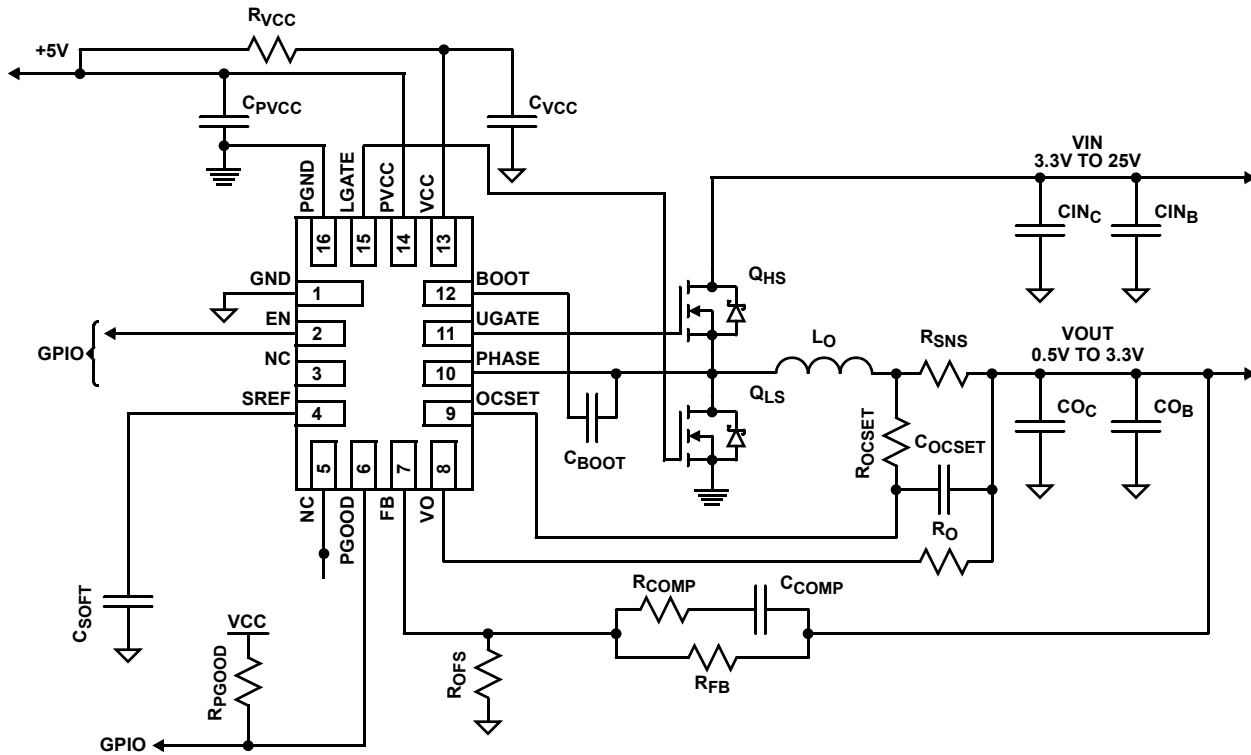 RVCC
+5V
CPVCC
CVCC
VIN
3.3V TO 25V
PGND
LGATE
PVCC
VCC
16
15
14
13
CINC
CINB
GND
1
12
BOOT
QHS
EN
2
11
UGATE
GPIO
NC
3
10
PHASE
LO
RSNS
VOUT
0.5V TO 3.3V
SREF
4
9
OCSET
QLS
COC
COB
CBOOT
ROCSET
COCSET
5
6
7
8
NC
PGOOD
FB
VO
RO
CSOFT
RCOMP
CCOMP
VCC
RPGOOD
ROFS
RFB
GPIO